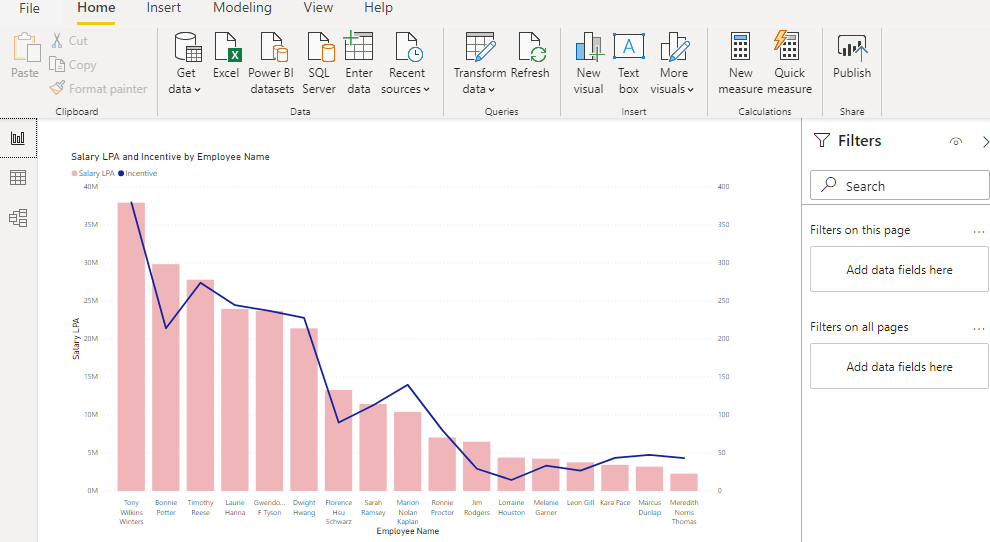 File Home Insert Modeling View Help
Paste
Cut
Copy
Format painter
Clipboard
Get data
Excel
Power BI datasets
SQL Server
Enter data
Recent sources
Data
Transform data
Refresh
Queries
New visual
Text box
More visuals
Insert
New measure
Quick measure
Calculations
Publish
Share
Salary LPA and Incentive by Employee Name
Salary LPA Incentive
40M 400
35M 350
30M 300
25M 250
20M 200
15M 150
10M 100
5M 50
0M 0
Salary LPA
Tony Wilkins Winters
Bonnie Potter
Timothy Reese
Laurie Hanna
Gwendo... F Tyson
Dwight Hwang
Florence Hsu Schwarz
Sarah Ramsey
Marion Nolan Kaplan
Ronnie Proctor
Jim Rodgers
Lorraine Houston
Melanie Garner
Leon Gill
Kara Pace
Marcus Dunlap
Meredith Norris Thomas
Employee Name
Filters
Search
Filters on this page ...
Add data fields here
Filters on all pages ...
Add data fields here